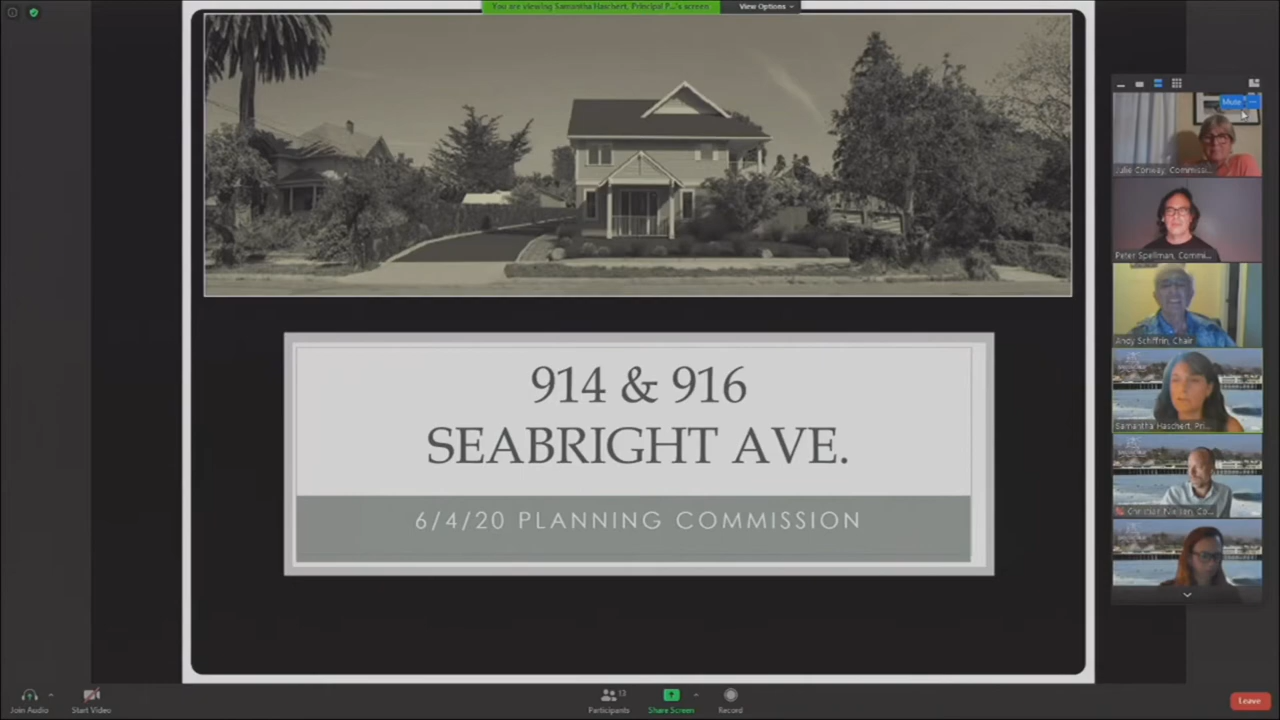 You are viewing Samantha Haschert, Principal P...'s screen
View Options
Mute
Julie Conway, Commissi...
Peter Spellman, Commi...
Andy Schiffrin, Chair
914 & 916
SEABRIGHT AVE.
Samantha Haschert, Pri...
6/4/20 PLANNING COMMISSION
Join Audio
Start Video
Participants
13
Share Screen
Record
Leave